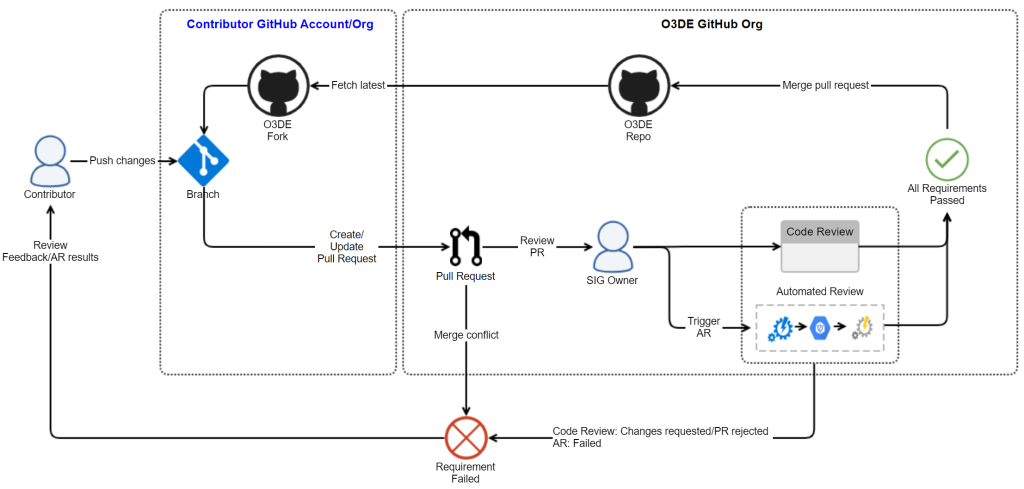 Contributor GitHub Account/Org
O3DE GitHub Org
Fetch latest
Merge pull request
O3DE
Fork
O3DE
Repo
Push changes
Contributor
Branch
All Requirements
Passed
Review
Feedback/AR results
Create/
Update
Pull Request
Pull Request
Review
PR
SIG Owner
Code Review
Automated Review
Trigger
AR
Merge conflict
Code Review: Changes requested/PR rejected
AR: Failed
Requirement
Failed